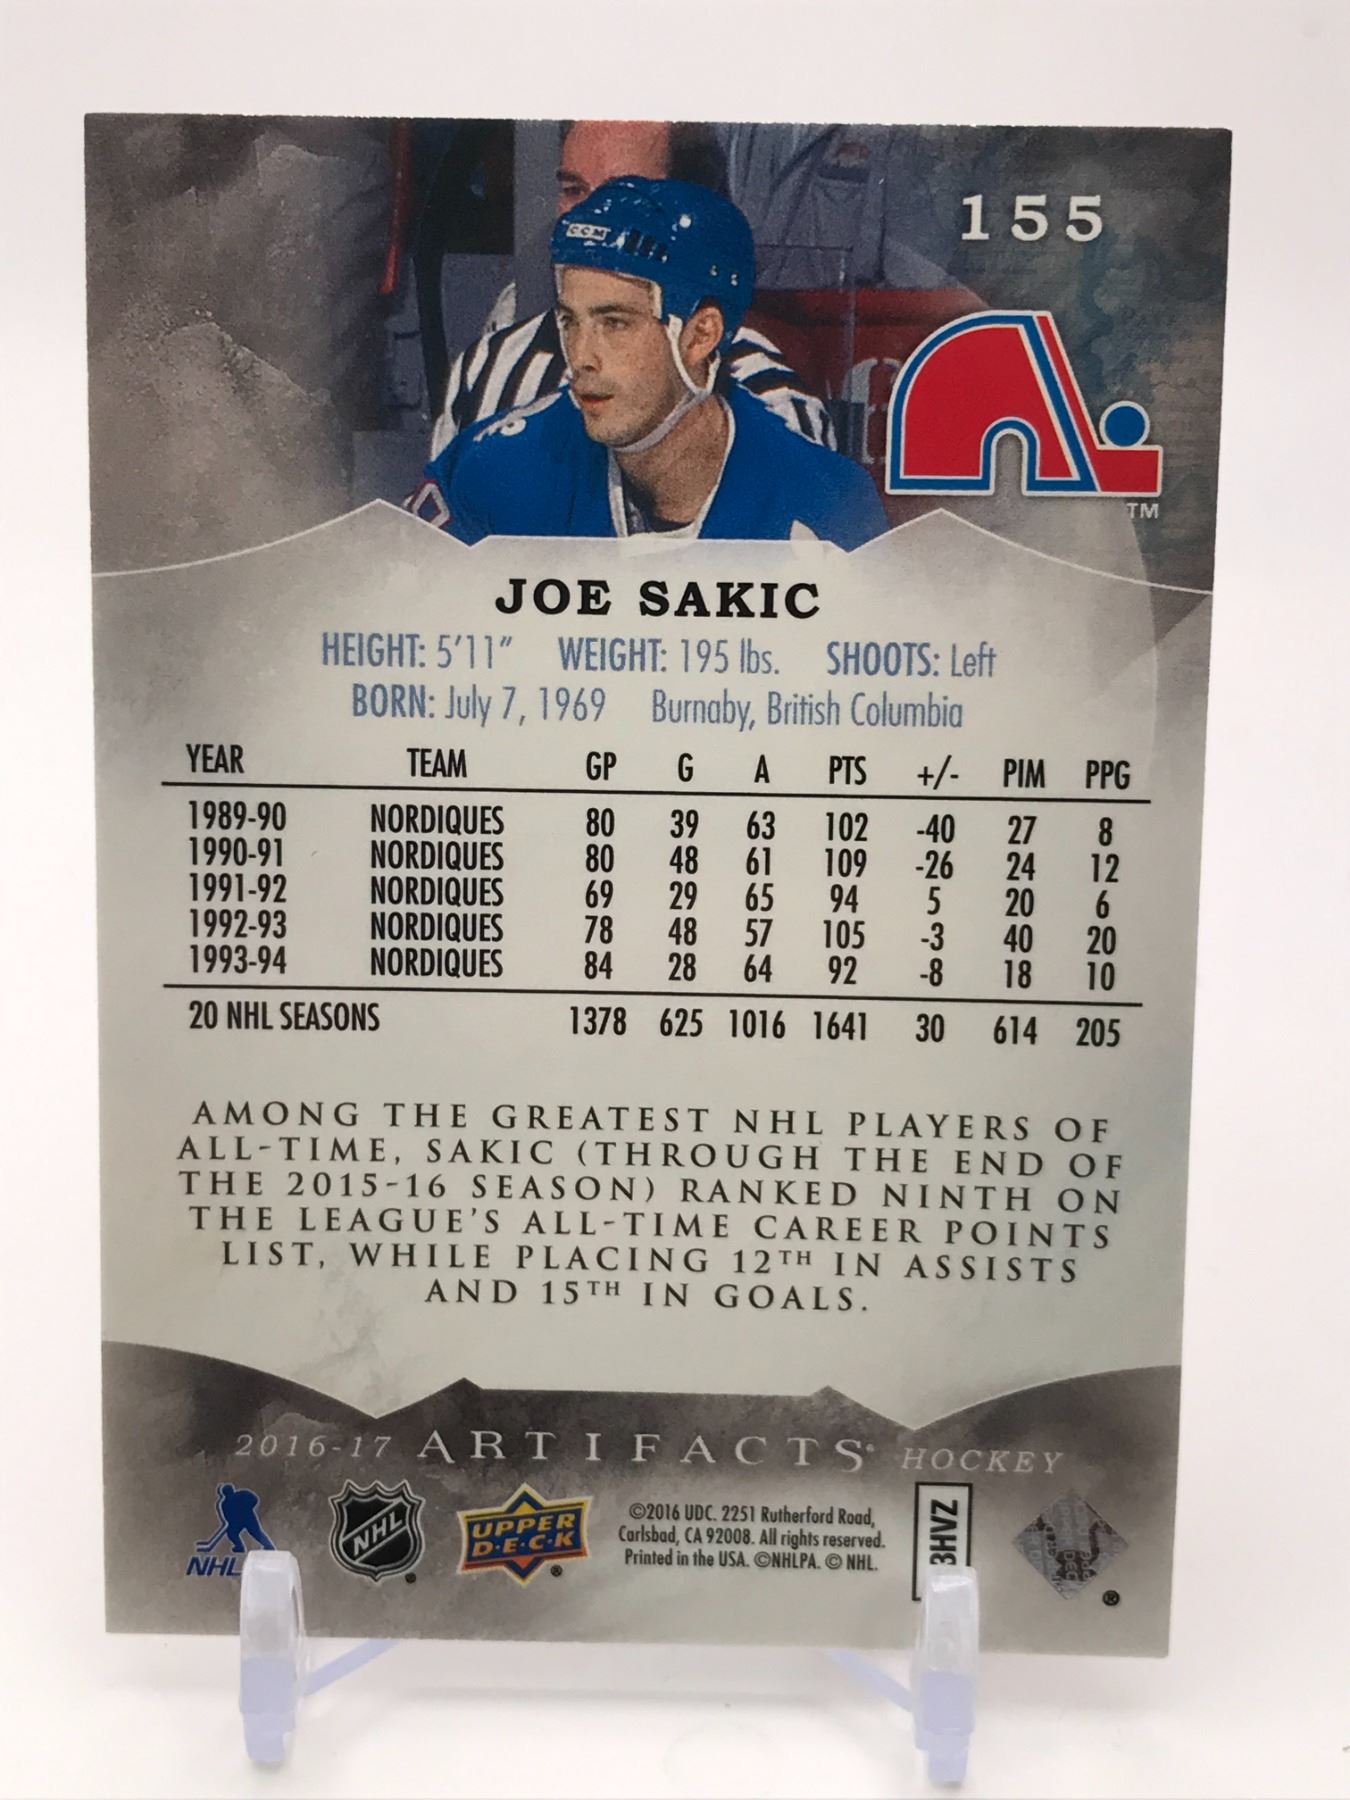 CCM
155
TM
JOE SAKIC
HEIGHT: 5'11" WEIGHT: 195 lbs. SHOOTS: Left
BORN: July 7, 1969 Burnaby, British Columbia
YEAR TEAM GP G A PTS +/- PIM PPG
1989-90 NORDIQUES 80 39 63 102 -40 27 8
1990-91 NORDIQUES 80 48 61 109 -26 24 12
1991-92 NORDIQUES 69 29 65 94 5 20 6
1992-93 NORDIQUES 78 48 57 105 -3 40 20
1993-94 NORDIQUES 84 28 64 92 -8 18 10
20 NHL SEASONS 1378 625 1016 1641 30 614 205
AMONG THE GREATEST NHL PLAYERS OF
ALL-TIME, SAKIC (THROUGH THE END OF
THE 2015-16 SEASON) RANKED NINTH ON
THE LEAGUE'S ALL-TIME CAREER POINTS
LIST, WHILE PLACING 12TH IN ASSISTS
AND 15TH IN GOALS.
2016-17 ARTIFACTS® HOCKEY
NHL
NHL
®
UPPER
D·E·C·K
®
©2016 UDC. 2251 Rutherford Road,
Carlsbad, CA 92008. All rights reserved.
Printed in the USA. ©NHLPA. © NHL.
3HVZ
®